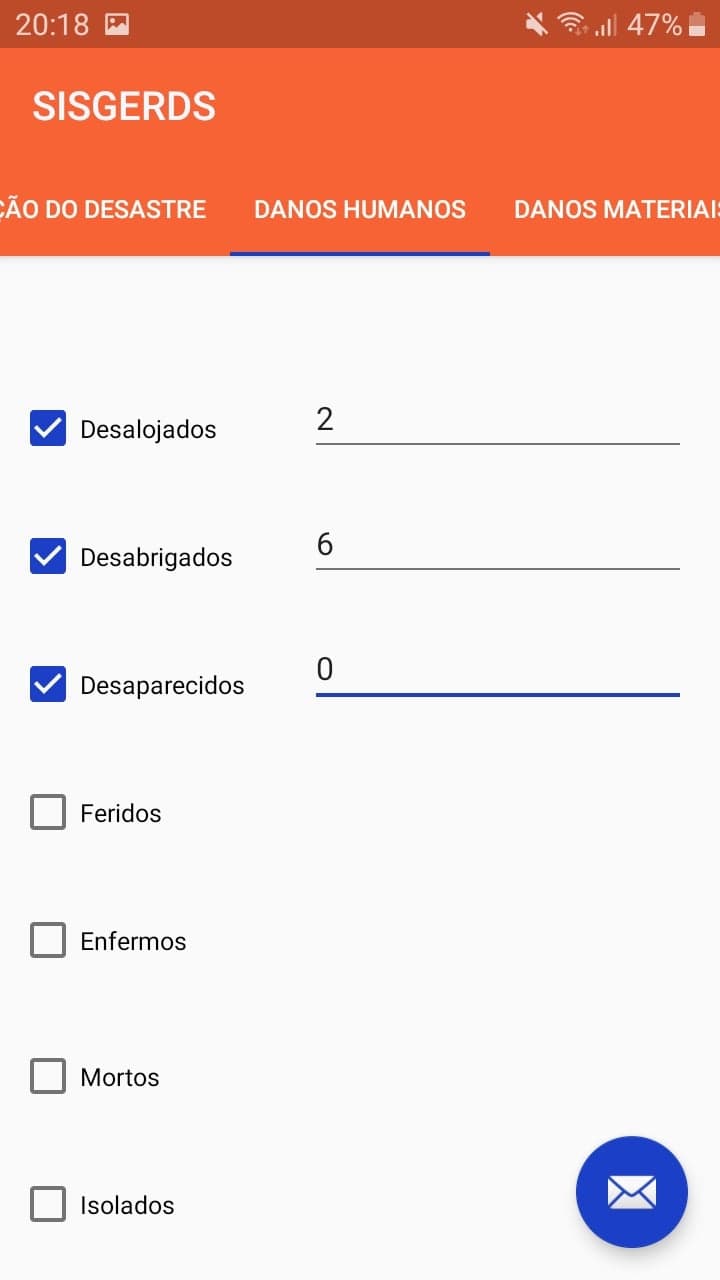 20:18 47%
SISGERDS
ÇÃO DO DESASTRE DANOS HUMANOS DANOS MATERIAIS
Desalojados 2
Desabrigados 6
Desaparecidos 0
Feridos
Enfermos
Mortos
Isolados